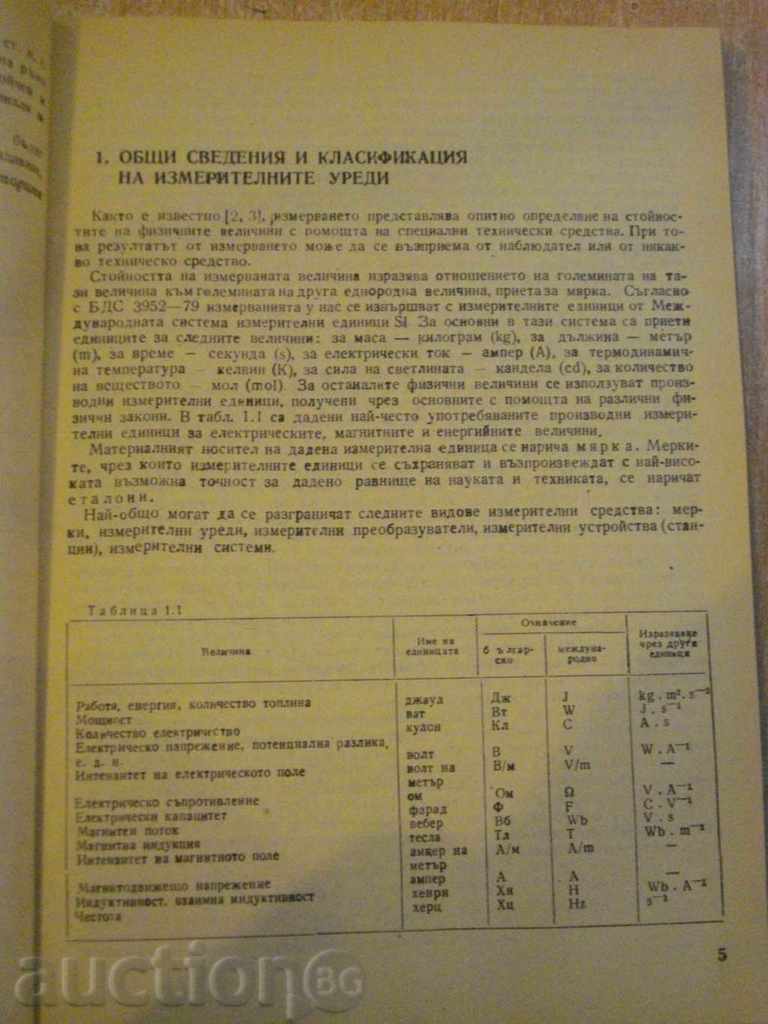 1. ОБЩИ СВЕДЕНИЯ И КЛАСИФИКАЦИЯ
НА ИЗМЕРИТЕЛНИТЕ УРЕДИ
Както е известно [2, 3], измерването представлява опитно определяне на стойнос-
тите на физичните величини с помощта на специални технически средства. При то-
ва резултатът от измерването може да се възприема от наблюдател или от някак-
во техническо средство.
Стойността на измерваната величина изразява отношението на големината на та-
зи величина към големината на друга еднородна величина, приета за мярка. Съгласно
с БДС 3952—79 измерванията у нас се извършват с измерителните единици от Меж-
дународната система измерителни единици SI. За основни в тази система са приети
единиците за следните величини: за маса — килограм (kg), за дължина — метър
(m), за време — секунда (s), за електрически ток — ампер (A), за термодинамич-
на температура — келвин (K), за сила на светлината — кандела (cd), за количество
на веществото — мол (mol). За останалите физични величини се използуват произ-
водни измерителни единици, получени чрез основните с помощта на различни фи-
зични закони. В табл. 1.1 са дадени най-често употребяваните производни измери-
телни единици за електрическите, магнитните и енергийните величини.
Материалният носител на дадена измерителна единица се нарича мярка. Мерки-
те, чрез които измерителните единици се съхраняват и възпроизвеждат с най-висо-
ката възможна точност за дадено равнище на науката и техниката, се наричат
еталони.
Най-общо могат да се разграничат следните видове измерителни средства: мер-
ки, измерителни уреди, измерителни преобразуватели, измерителни устройства (стан-
ции), измерителни системи.
Таблица 1.1
Величина | Име на единицата | Означение | Изразяване чрез други единици
българско | международно
Работа, енергия, количество топлина | джаул | Дж | J | kg . m² . s⁻²
Мощност | ват | Вт | W | J . s⁻¹
Количество електричество | кулон | Кл | C | A . s
Електрическо напрежение, потенциална разлика,
е. д. н. | волт | В | V | W . A⁻¹
Интензитет на електрическото поле | волт на метър | В/м | V/m | —
Електрическо съпротивление | ом | Ом | Ω | V . A⁻¹
Електрически капацитет | фарад | Ф | F | C . V⁻¹
Магнитен поток | вебер | Вб | Wb | V . s
Магнитна индукция | тесла | Тл | T | Wb . m⁻²
Интензитет на магнитното поле | ампер на метър | А/м | A/m | —
Магнитодвижещо напрежение | ампер | А | A | —
Индуктивност, взаимна индуктивност | хенри | Хн | H | Wb . A⁻¹
Честота | херц | Хц | Hz | s⁻¹
5
auctionBG